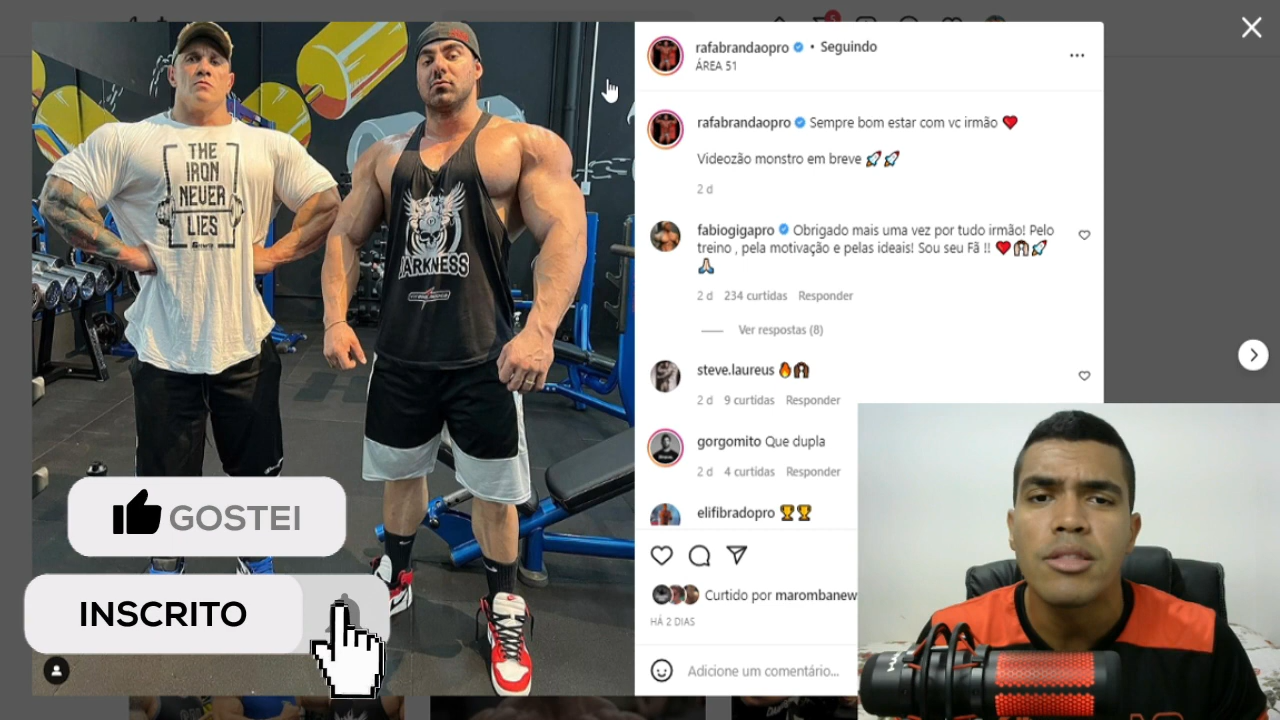 rafabrandaopro • Seguindo
ÁREA 51
rafabrandaopro Sempre bom estar com vc irmão ❤️
Videozão monstro em breve 🚀🚀
2 d
fabiogigapro Obrigado mais uma vez por tudo irmão! Pelo
treino , pela motivação e pelas ideais! Sou seu Fã !! ❤️🦍🚀
🙏🏻
2 d 234 curtidas Responder
Ver respostas (8)
steve.laureus 🔥🦍
2 d 9 curtidas Responder
gorgomito Que dupla
2 d 4 curtidas Responder
elifibradopro 🏆🏆
Curtido por marombanew
HÁ 2 DIAS
Adicione um comentário...
THE
IRON
NEVER
LIES
DARKNESS
GOSTEI
INSCRITO